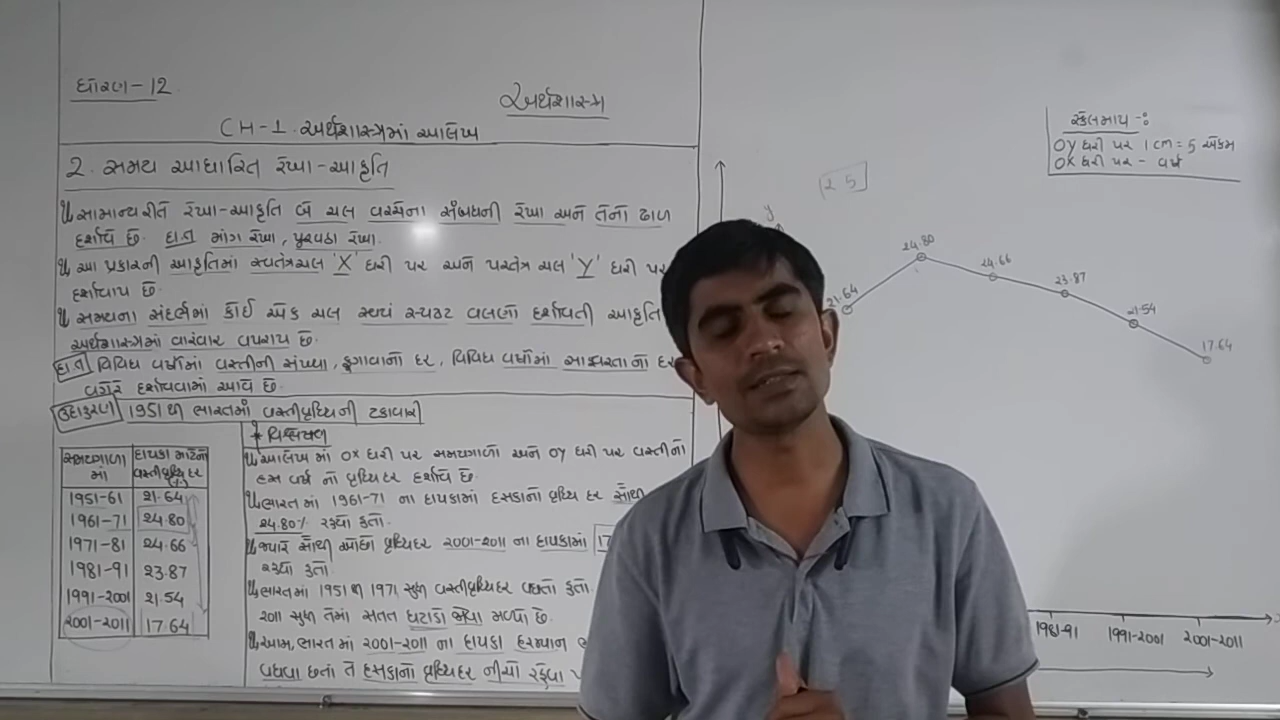 ધોરણ-12
અર્થશાસ્ત્ર
CH-1. અર્થશાસ્ત્રમાં આલેખ
2. સમય આધારિત રેખા-આકૃતિ
સામાન્ય રીતે રેખા-આકૃતિ બે ચલ વચ્ચેના સંબંધની રેખા અને તેનો ઢાળ
દર્શાવે છે. દા.ત માંગ રેખા, પુરવઠા રેખા.
આ પ્રકારની આકૃતિમાં સ્વતંત્રચલ 'X' ધરી પર અને પરતંત્ર ચલ 'Y' ધરી પર
દર્શાવાય છે.
સમયના સંદર્ભમાં કોઈ એક ચલ સ્પષ્ટ વલણો દર્શાવતી આકૃતિ
અર્થશાસ્ત્રમાં વારંવાર વપરાય છે.
દા.ત વિવિધ વર્ષોમાં વસ્તીની સંખ્યા, ફુગાવાનો દર, વિવિધ વર્ષોમાં સાક્ષરતાનો દર
વગેરે દર્શાવવામાં આવે છે.
ઉદાહરણ 1951 થી ભારતમાં વસ્તીવૃદ્ધિની ટકાવારી
સમયગાળા દાયકા માટેનો
માં વસ્તીવૃદ્ધિ દર
1951-61 21.64
1961-71 24.80
1971-81 24.66
1981-91 23.87
1991-2001 21.54
2001-2011 17.64
* વિશ્લેષણ
આલેખ માં OX ધરી પર સમયગાળો અને OY ધરી પર વસ્તીનો
દસ વર્ષ નો વૃદ્ધિદર દર્શાવે છે.
ભારત માં 1961-71 ના દાયકામાં દસકાનો વૃદ્ધિ દર સૌથી
24.80% રહ્યો હતો.
જ્યારે સૌથી ઓછો વૃદ્ધિદર 2001-2011 ના દાયકામાં 17
રહ્યો હતો.
ભારતમાં 1951 થી 1971 સુધી વસ્તીવૃદ્ધિદર વધતો હતો
2011 સુધી તેમાં સતત ઘટાડો જોવા મળ્યો છે.
આમ, ભારત માં 2001-2011 ના દાયકા દરમ્યાન
વધવા છતાં તે દસકાનો વૃદ્ધિદર નીચો રહેવા
સ્કેલમાપ -:
OY ધરી પર 1 cm = 5 એકમ
OX ધરી પર - વર્ષ
25
y
21.64
24.80
24.66
23.87
21.54
17.64
1981-91 1991-2001 2001-2011